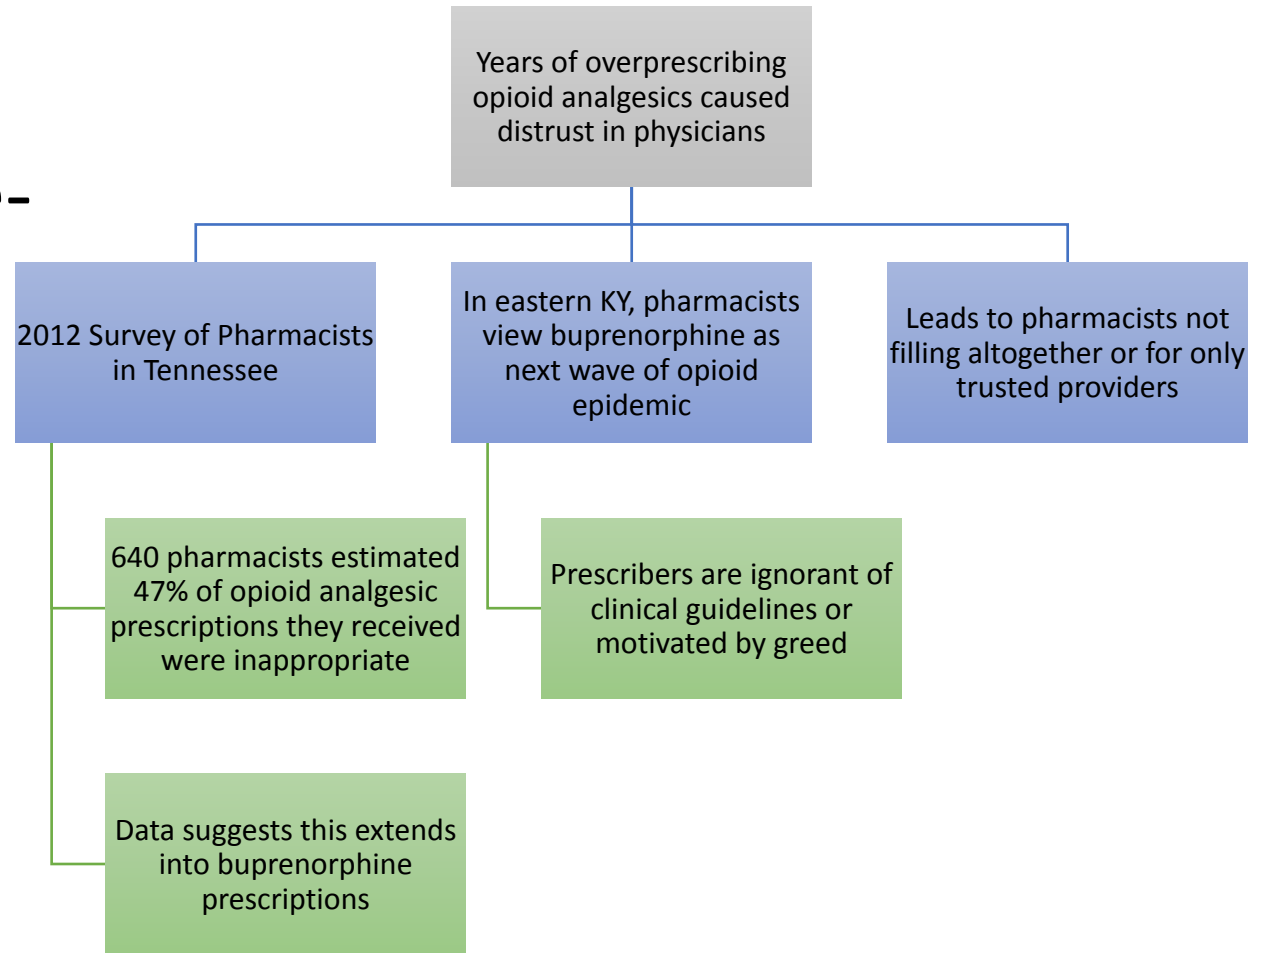 Years of overprescribing
opioid analgesics caused
distrust in physicians
2012 Survey of Pharmacists
in Tennessee
640 pharmacists estimated
47% of opioid analgesic
prescriptions they received
were inappropriate
Data suggests this extends
into buprenorphine
prescriptions
In eastern KY, pharmacists
view buprenorphine as
next wave of opioid
epidemic
Prescribers are ignorant of
clinical guidelines or
motivated by greed
Leads to pharmacists not
filling altogether or for only
trusted providers